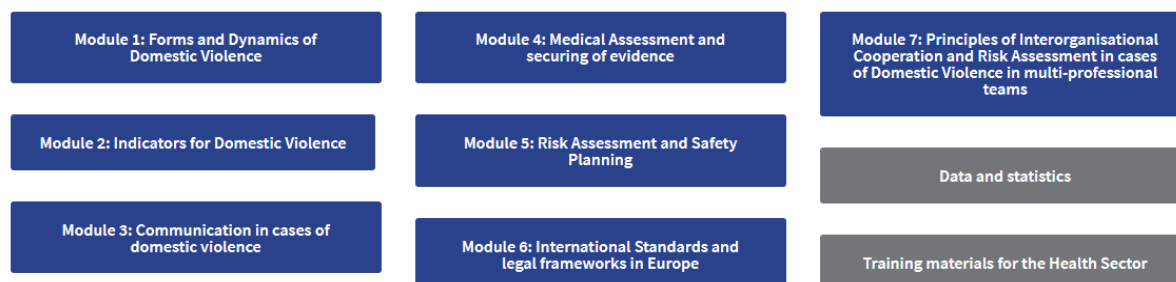 Module 1: Forms and Dynamics of
Domestic Violence
Module 2: Indicators for Domestic Violence
Module 3: Communication in cases of
domestic violence
Module 4: Medical Assessment and
securing of evidence
Module 5: Risk Assessment and Safety
Planning
Module 6: International Standards and
legal frameworks in Europe
Module 7: Principles of Interorganisational
Cooperation and Risk Assessment in cases
of Domestic Violence in multi-professional
teams
Data and statistics
Training materials for the Health Sector